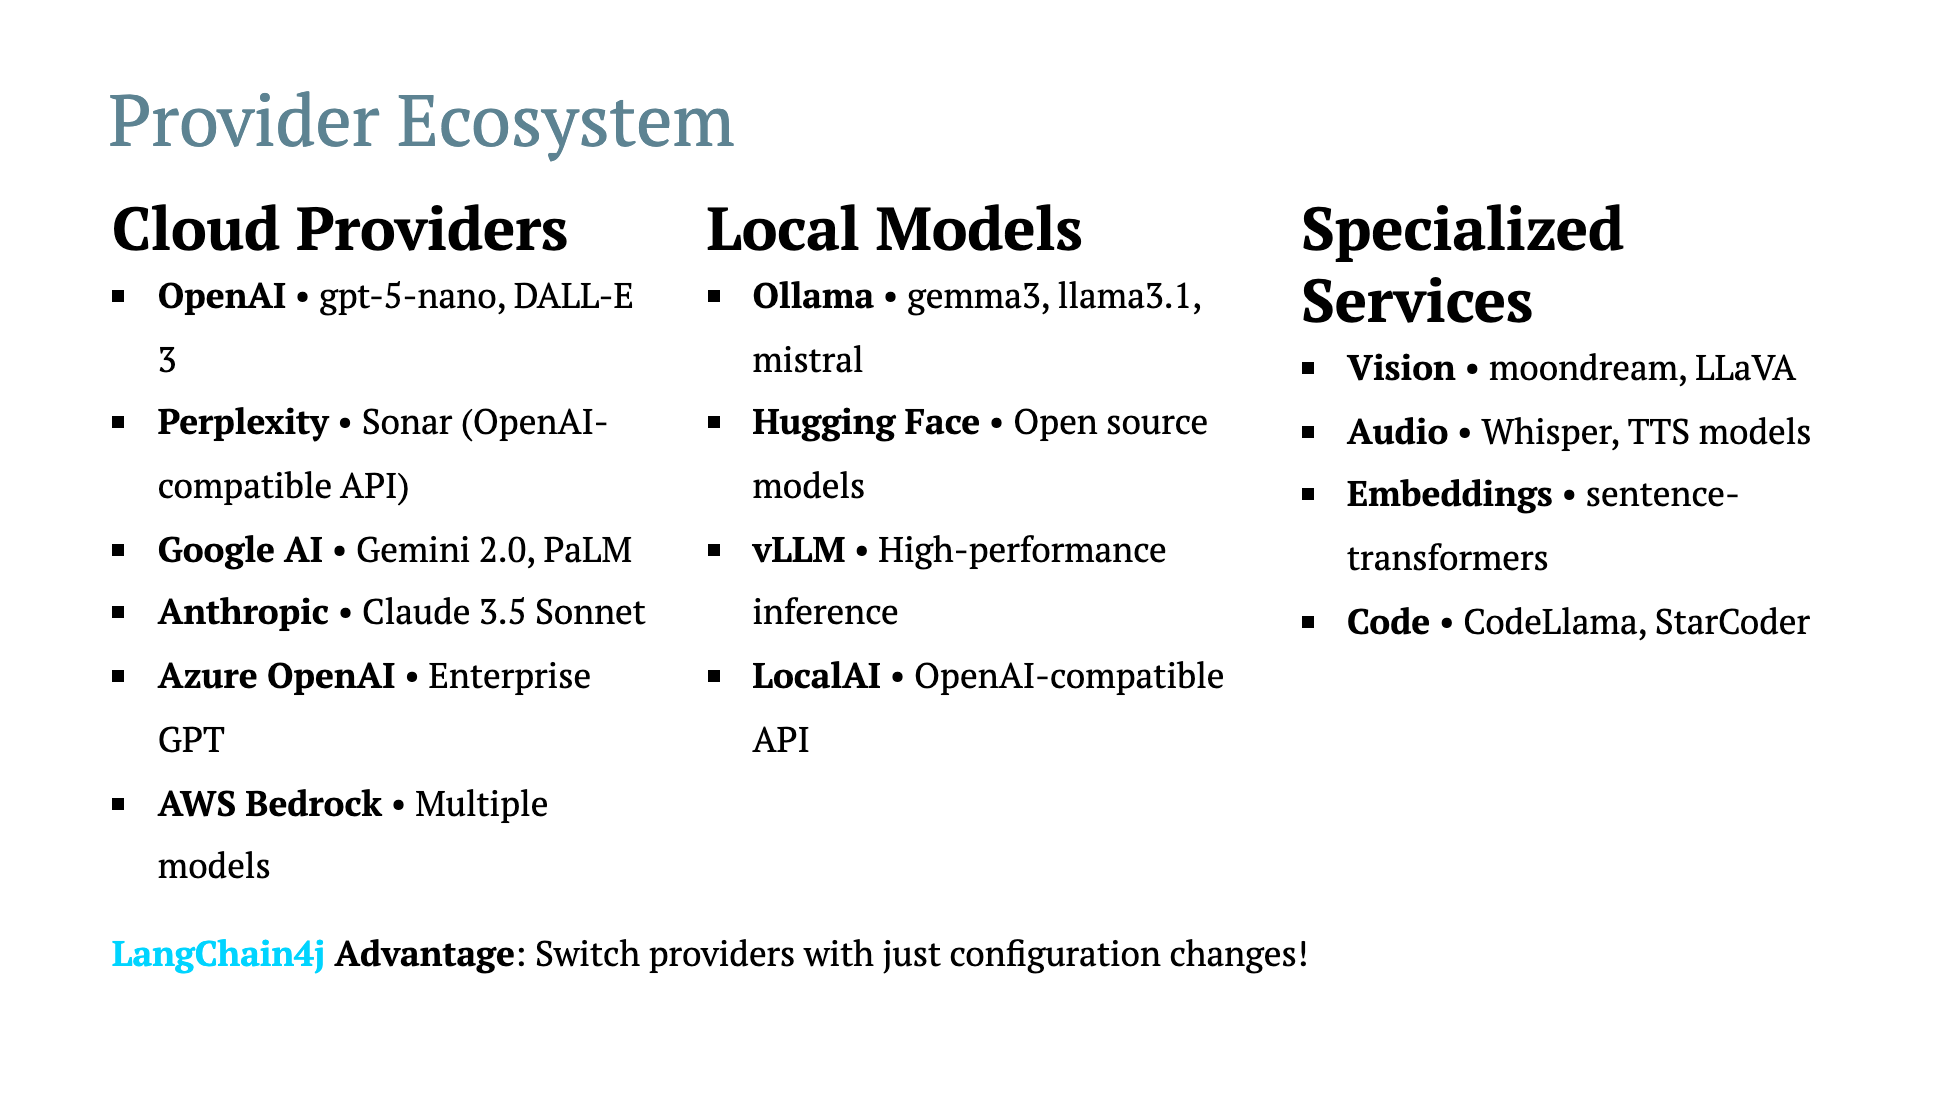 Provider Ecosystem
Cloud Providers
▪ OpenAI • gpt-5-nano, DALL-E
3
▪ Perplexity • Sonar (OpenAI-
compatible API)
▪ Google AI • Gemini 2.0, PaLM
▪ Anthropic • Claude 3.5 Sonnet
▪ Azure OpenAI • Enterprise
GPT
▪ AWS Bedrock • Multiple
models
Local Models
▪ Ollama • gemma3, llama3.1,
mistral
▪ Hugging Face • Open source
models
▪ vLLM • High-performance
inference
▪ LocalAI • OpenAI-compatible
API
Specialized
Services
▪ Vision • moondream, LLaVA
▪ Audio • Whisper, TTS models
▪ Embeddings • sentence-
transformers
▪ Code • CodeLlama, StarCoder
LangChain4j Advantage: Switch providers with just configuration changes!